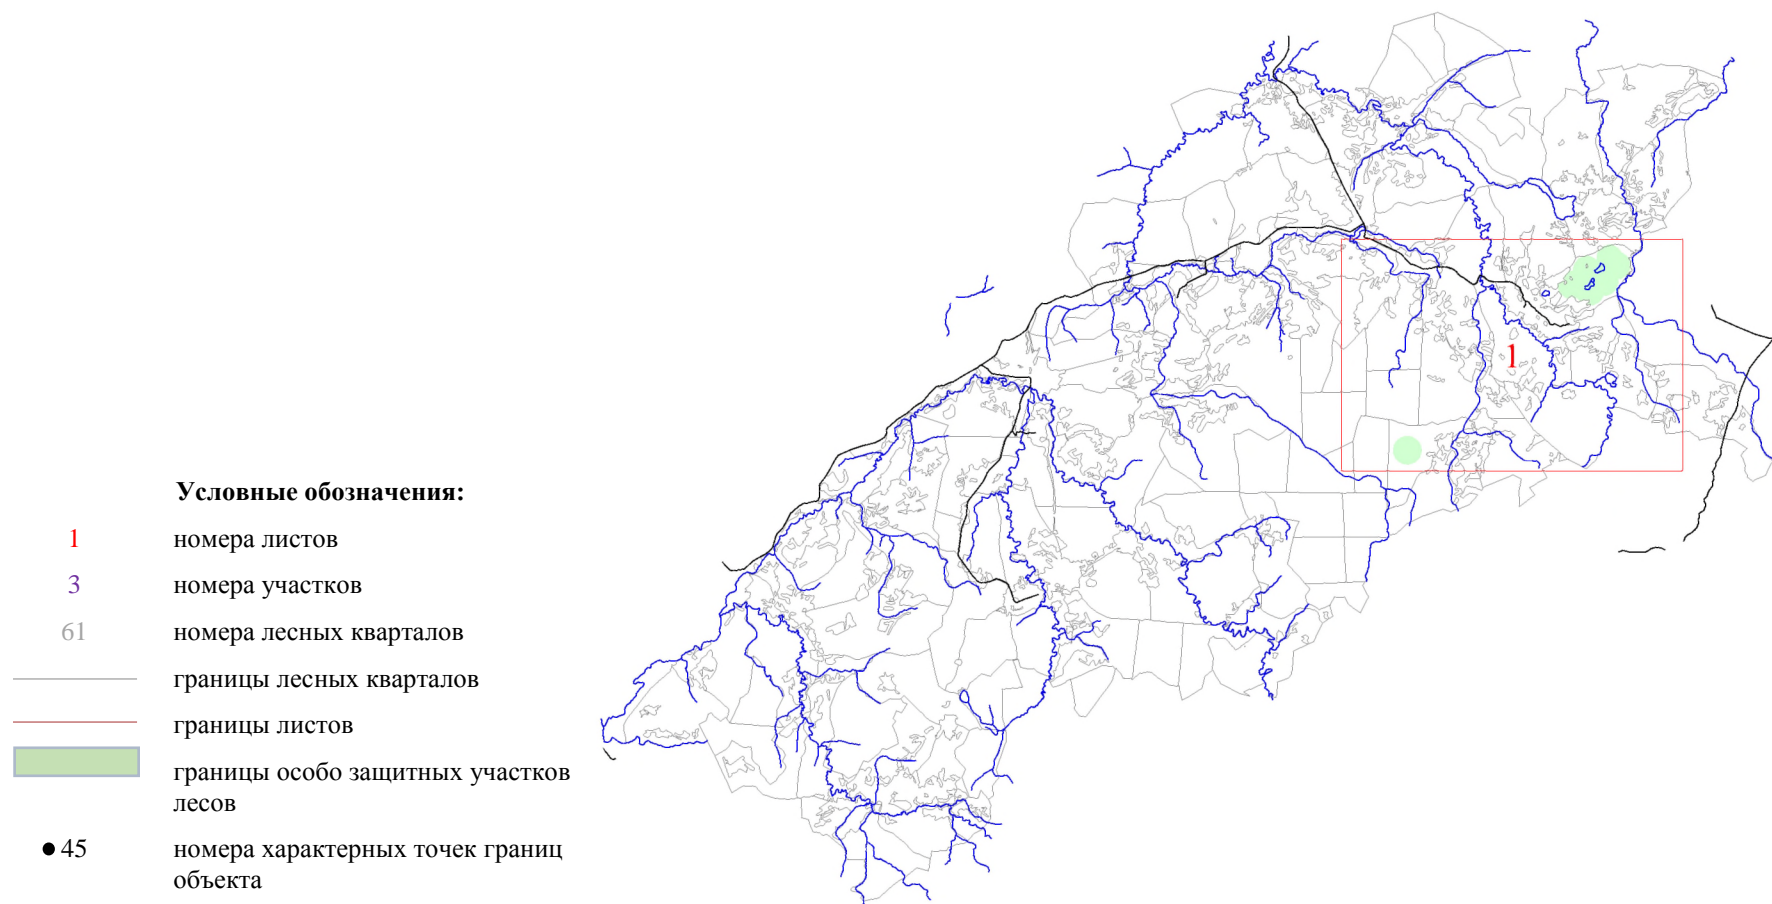 Условные обозначения:
1 номера листов
3 номера участков
61 номера лесных кварталов
границы лесных кварталов
границы листов
границы особо защитных участков
лесов
45 номера характерных точек границ
объекта
1